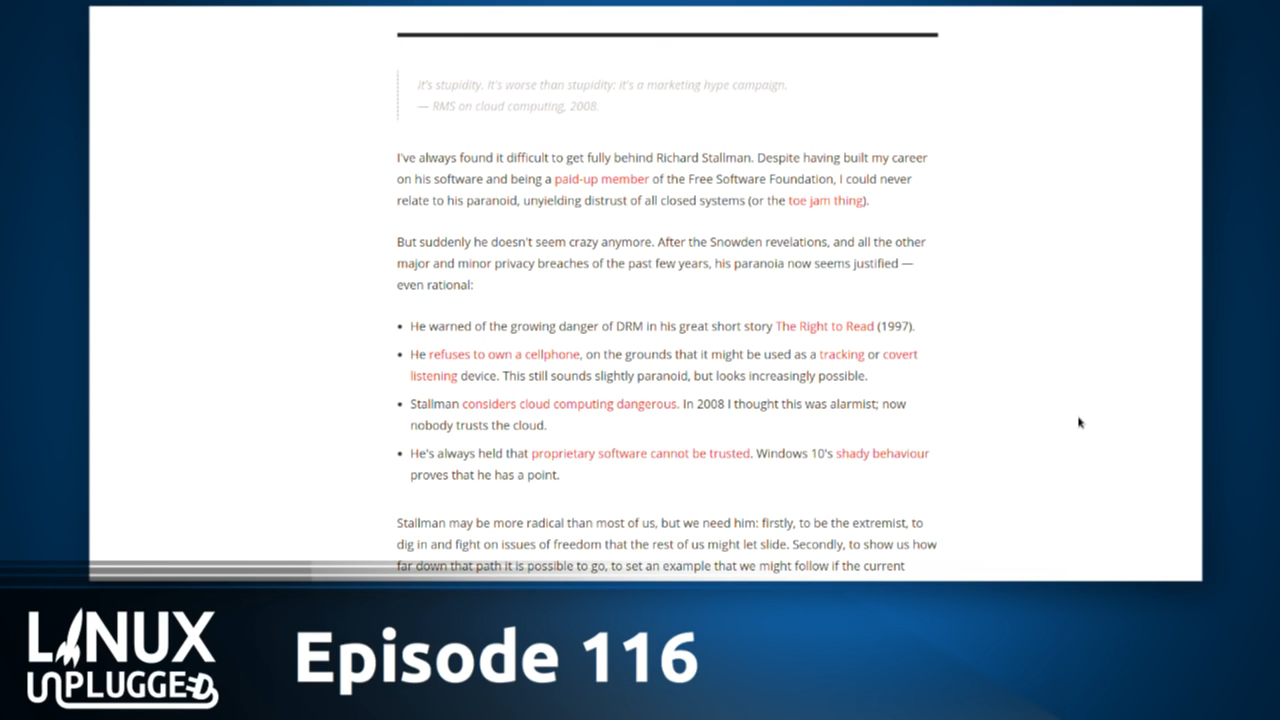 It's stupidity. It's worse than stupidity: it's a marketing hype campaign.
— RMS on cloud computing, 2008.
I've always found it difficult to get fully behind Richard Stallman. Despite having built my career
on his software and being a paid-up member of the Free Software Foundation, I could never
relate to his paranoid, unyielding distrust of all closed systems (or the toe jam thing).
But suddenly he doesn't seem crazy anymore. After the Snowden revelations, and all the other
major and minor privacy breaches of the past few years, his paranoia now seems justified —
even rational:
• He warned of the growing danger of DRM in his great short story The Right to Read (1997).
• He refuses to own a cellphone, on the grounds that it might be used as a tracking or covert
listening device. This still sounds slightly paranoid, but looks increasingly possible.
• Stallman considers cloud computing dangerous. In 2008 I thought this was alarmist; now
nobody trusts the cloud.
• He's always held that proprietary software cannot be trusted. Windows 10's shady behaviour
proves that he has a point.
Stallman may be more radical than most of us, but we need him: firstly, to be the extremist, to
dig in and fight on issues of freedom that the rest of us might let slide. Secondly, to show us how
far down that path it is possible to go, to set an example that we might follow if the current
LINUX
UNPLUGGED
Episode 116